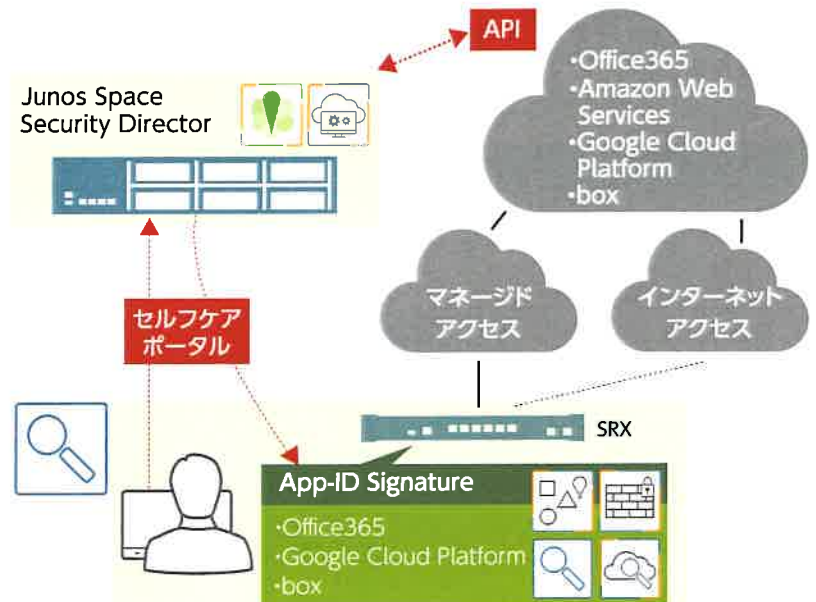 API
Junos Space
Security Director
・Office365
・Amazon Web
Services
・Google Cloud
Platform
・box
マネージド
アクセス
インターネット
アクセス
セルフケア
ポータル
SRX
App-ID Signature
・Office365
・Google Cloud Platform
・box